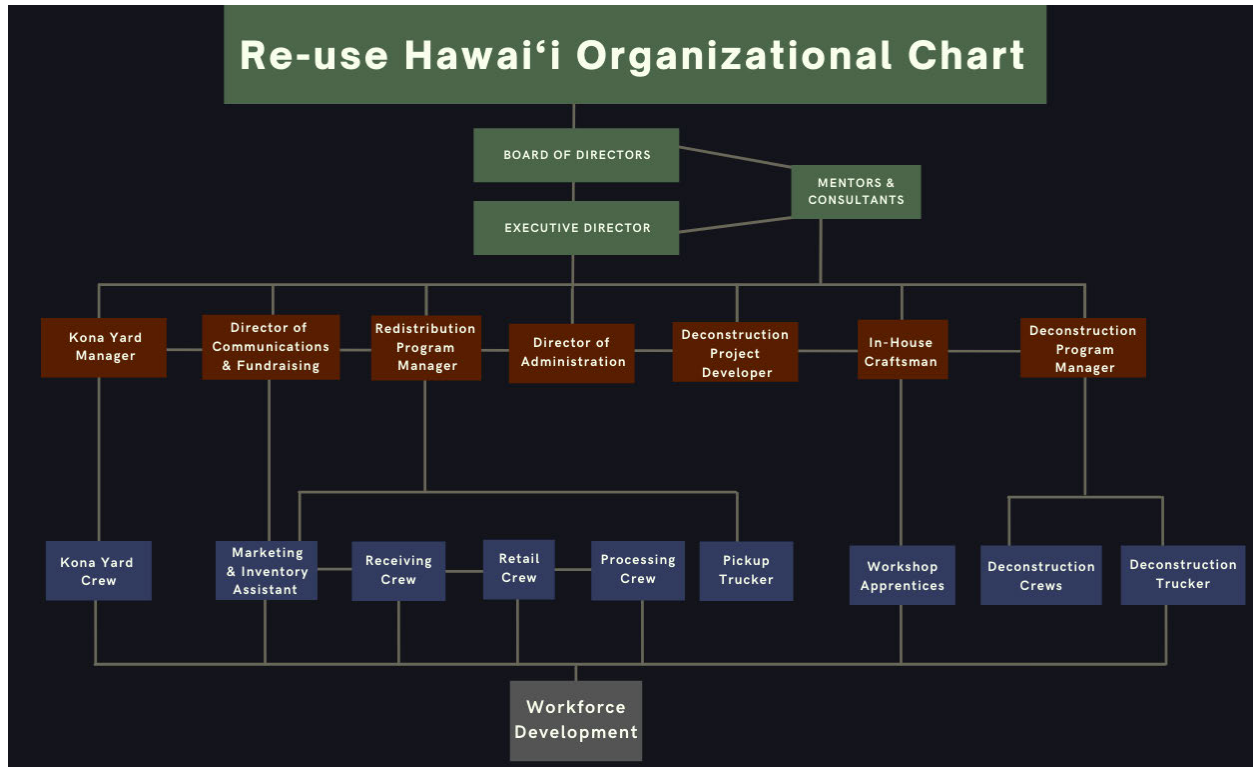 Re-use Hawaiʻi Organizational Chart
BOARD OF DIRECTORS
MENTORS &
CONSULTANTS
EXECUTIVE DIRECTOR
Kona Yard
Manager
Director of
Communications
& Fundraising
Redistribution
Program
Manager
Director of
Administration
Deconstruction
Project
Developer
In-House
Craftsman
Deconstruction
Program
Manager
Kona Yard
Crew
Marketing
& Inventory
Assistant
Receiving
Crew
Retail
Crew
Processing
Crew
Pickup
Trucker
Workshop
Apprentices
Deconstruction
Crews
Deconstruction
Trucker
Workforce
Development